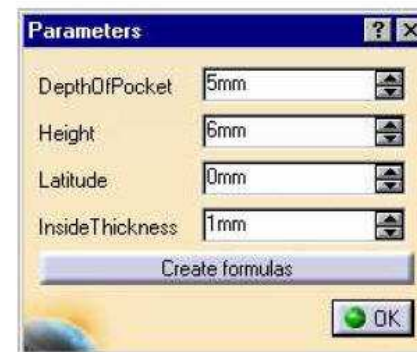 Parameters ? X
DepthOfPocket 5mm
Height 6mm
Latitude 0mm
InsideThickness 1mm
Create formulas
OK